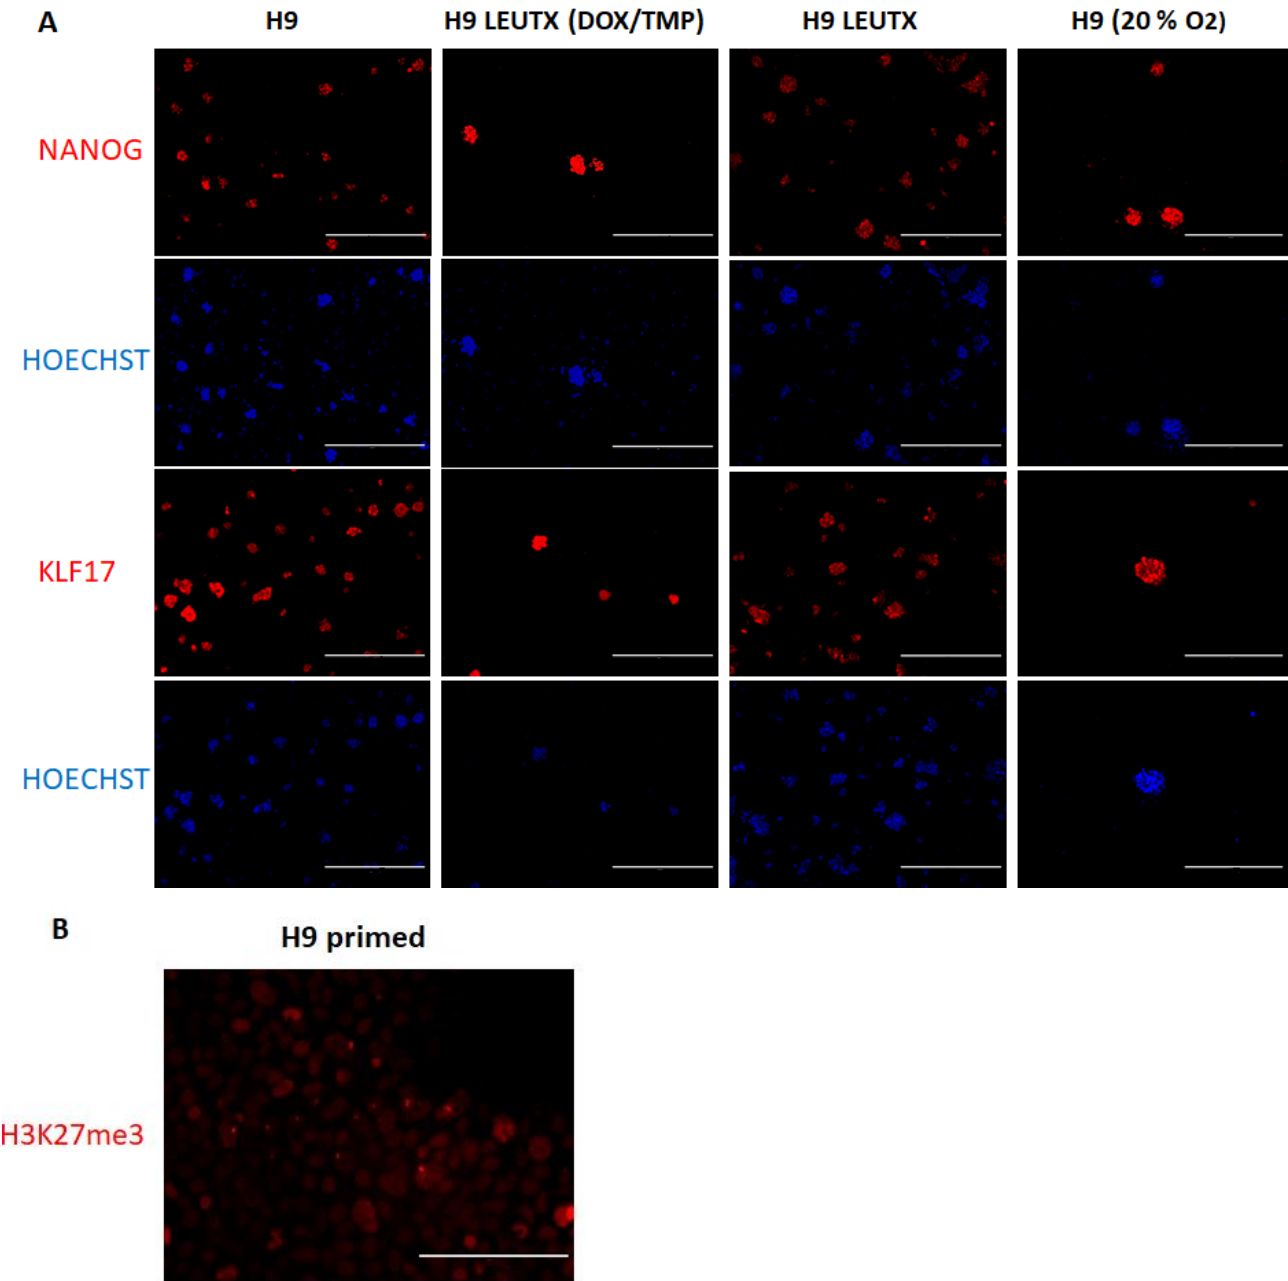 A
H9
H9 LEUTX (DOX/TMP)
H9 LEUTX
H9 (20 % O2)
NANOG
HOECHST
KLF17
HOECHST
B
H9 primed
H3K27me3